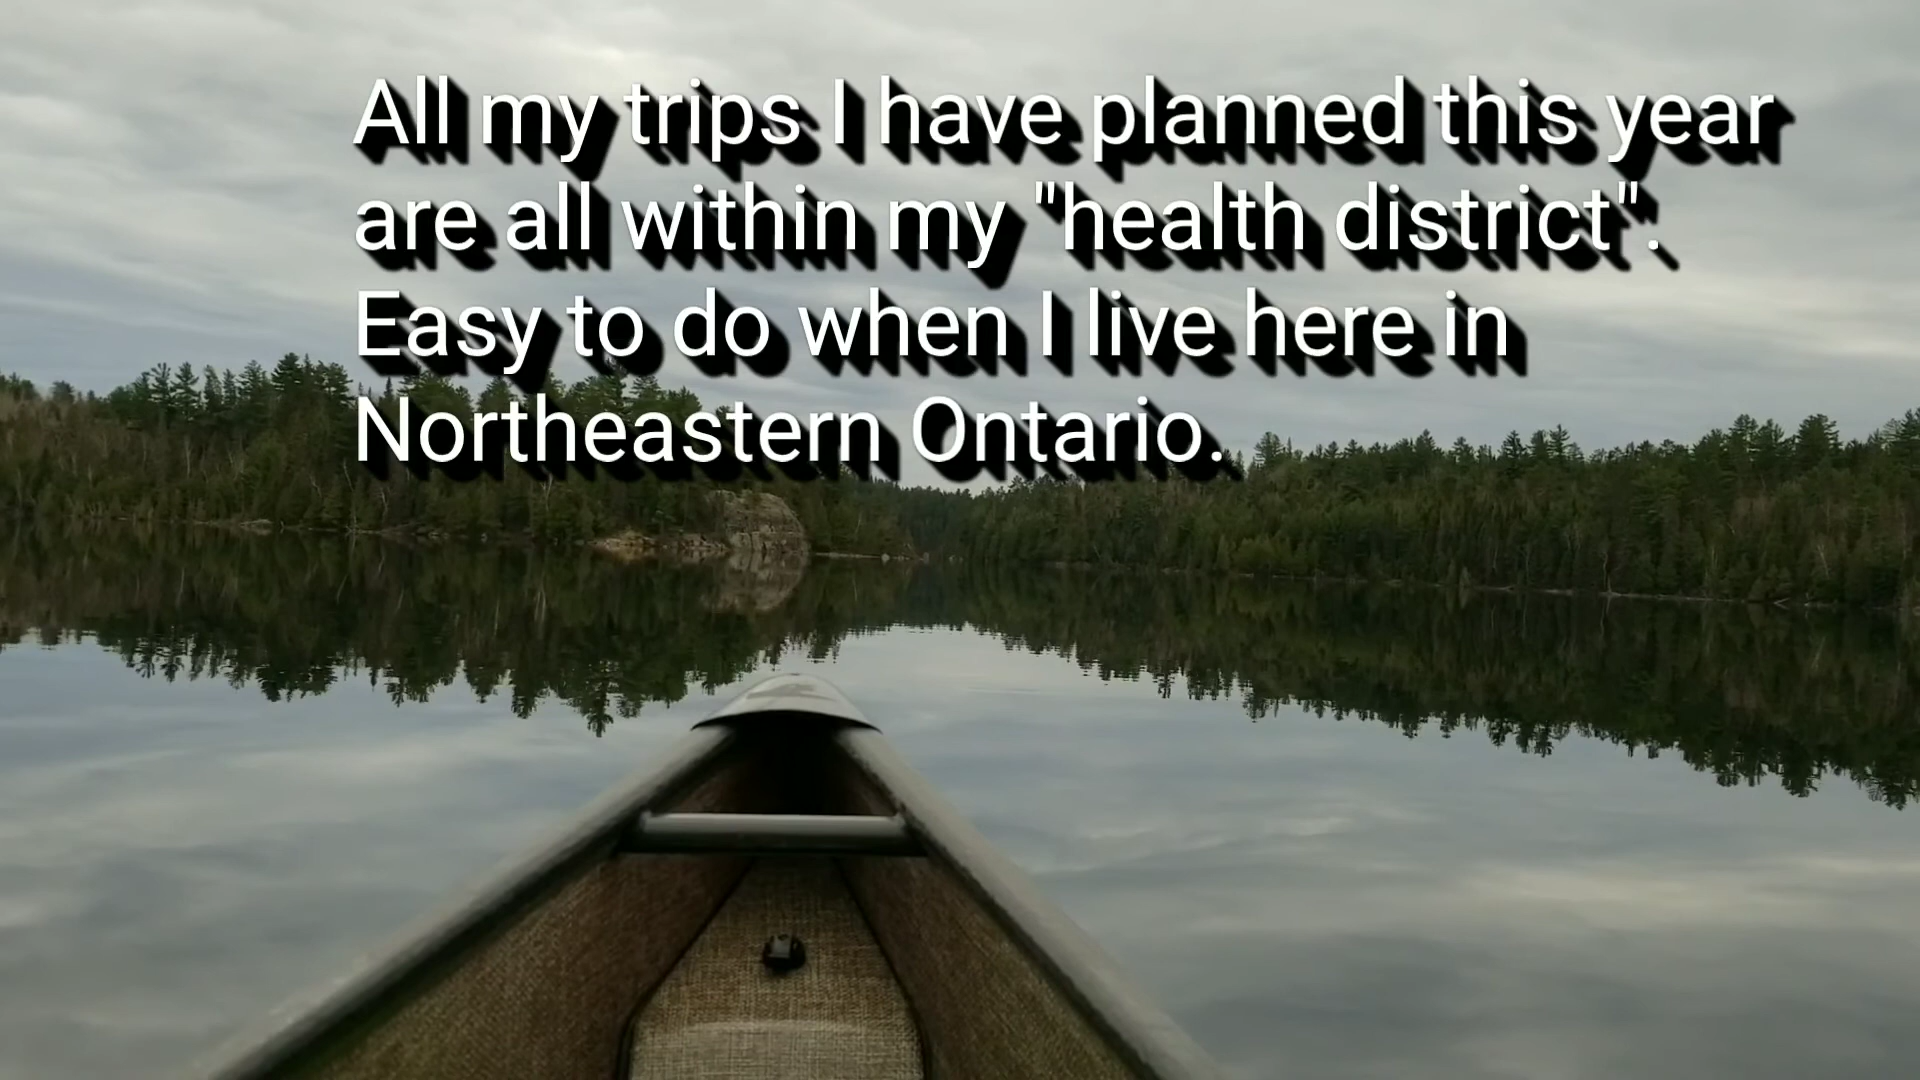 All my trips I have planned this year
are all within my "health district".
Easy to do when I live here in
Northeastern Ontario.